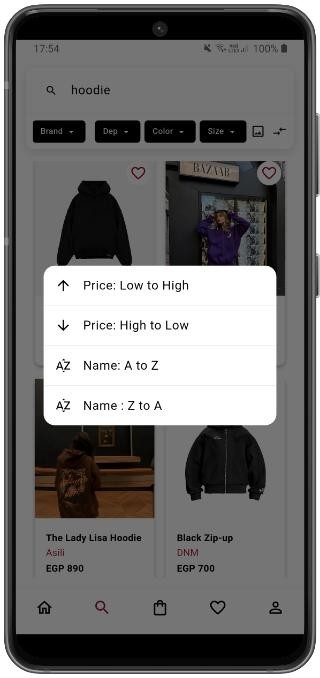 17:54
100%
hoodie
Brand
Dep
Color
Size
BAZAAR
Price: Low to High
Price: High to Low
Name: A to Z
Name : Z to A
The Lady Lisa Hoodie
Black Zip-up
Asili
DNM
EGP 890
EGP 700